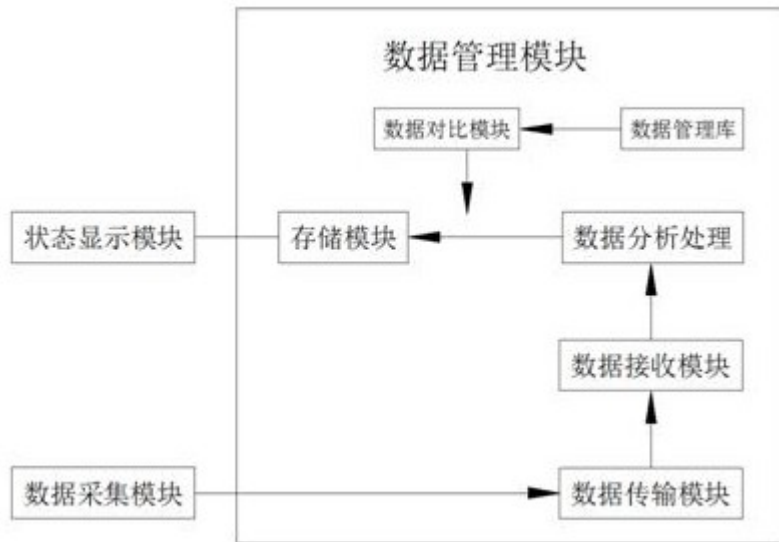 数据管理模块
数据对比模块
数据管理库
状态显示模块
存储模块
数据分析处理
数据接收模块
数据采集模块
数据传输模块